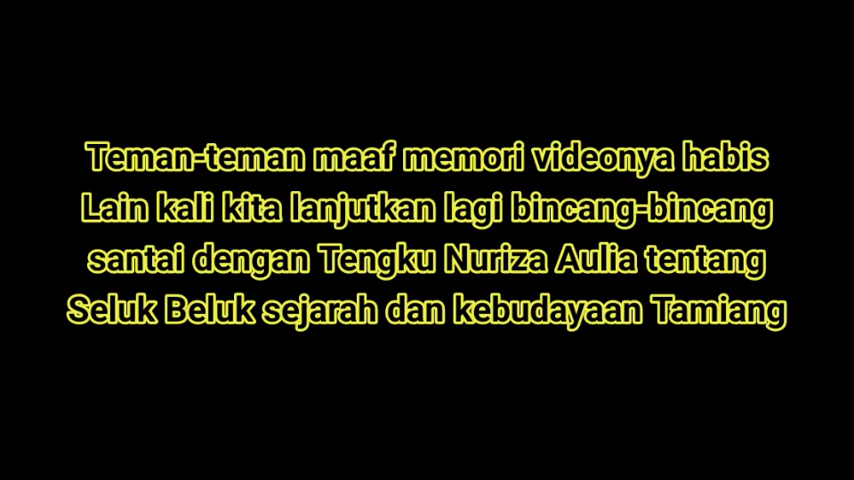 Teman-teman maaf memori videonya habis
Lain kali kita lanjutkan lagi bincang-bincang
santai dengan Tengku Nuriza Aulia tentang
Seluk Beluk sejarah dan kebudayaan Tamiang